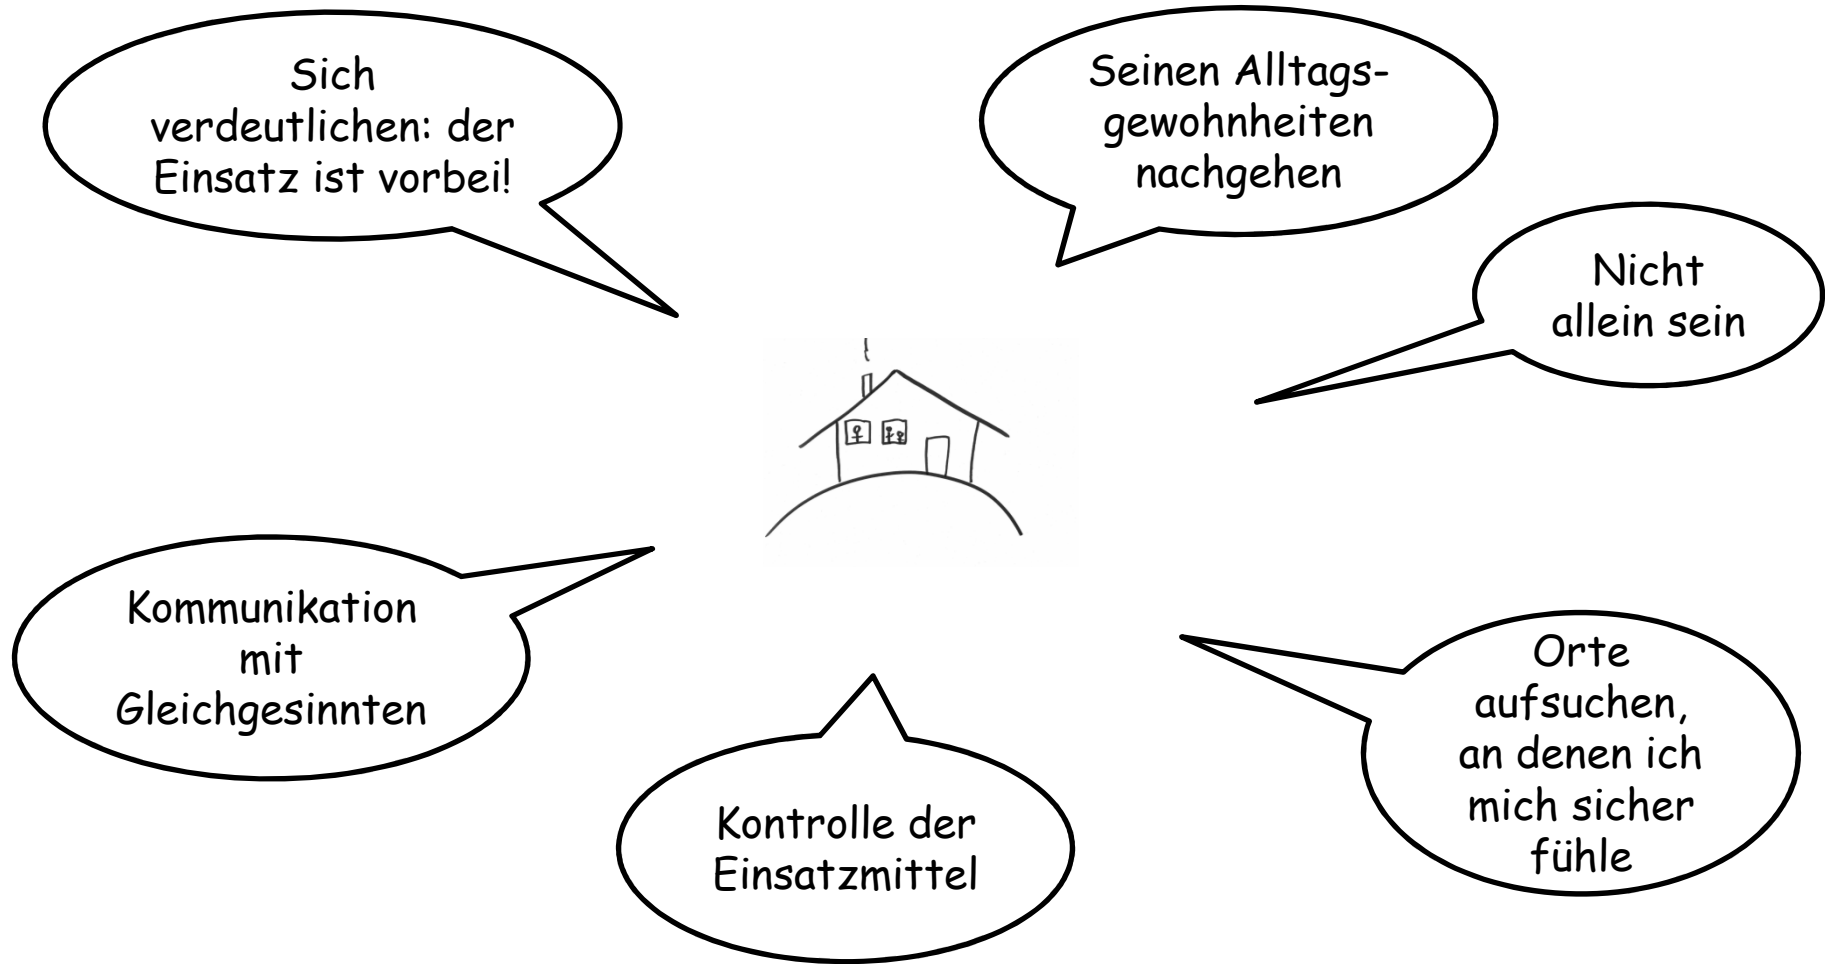 Sich
verdeutlichen: der
Einsatz ist vorbei!
Seinen Alltags-
gewohnheiten
nachgehen
Nicht
allein sein
Kommunikation
mit
Gleichgesinnten
Kontrolle der
Einsatzmittel
Orte
aufsuchen,
an denen ich
mich sicher
fühle